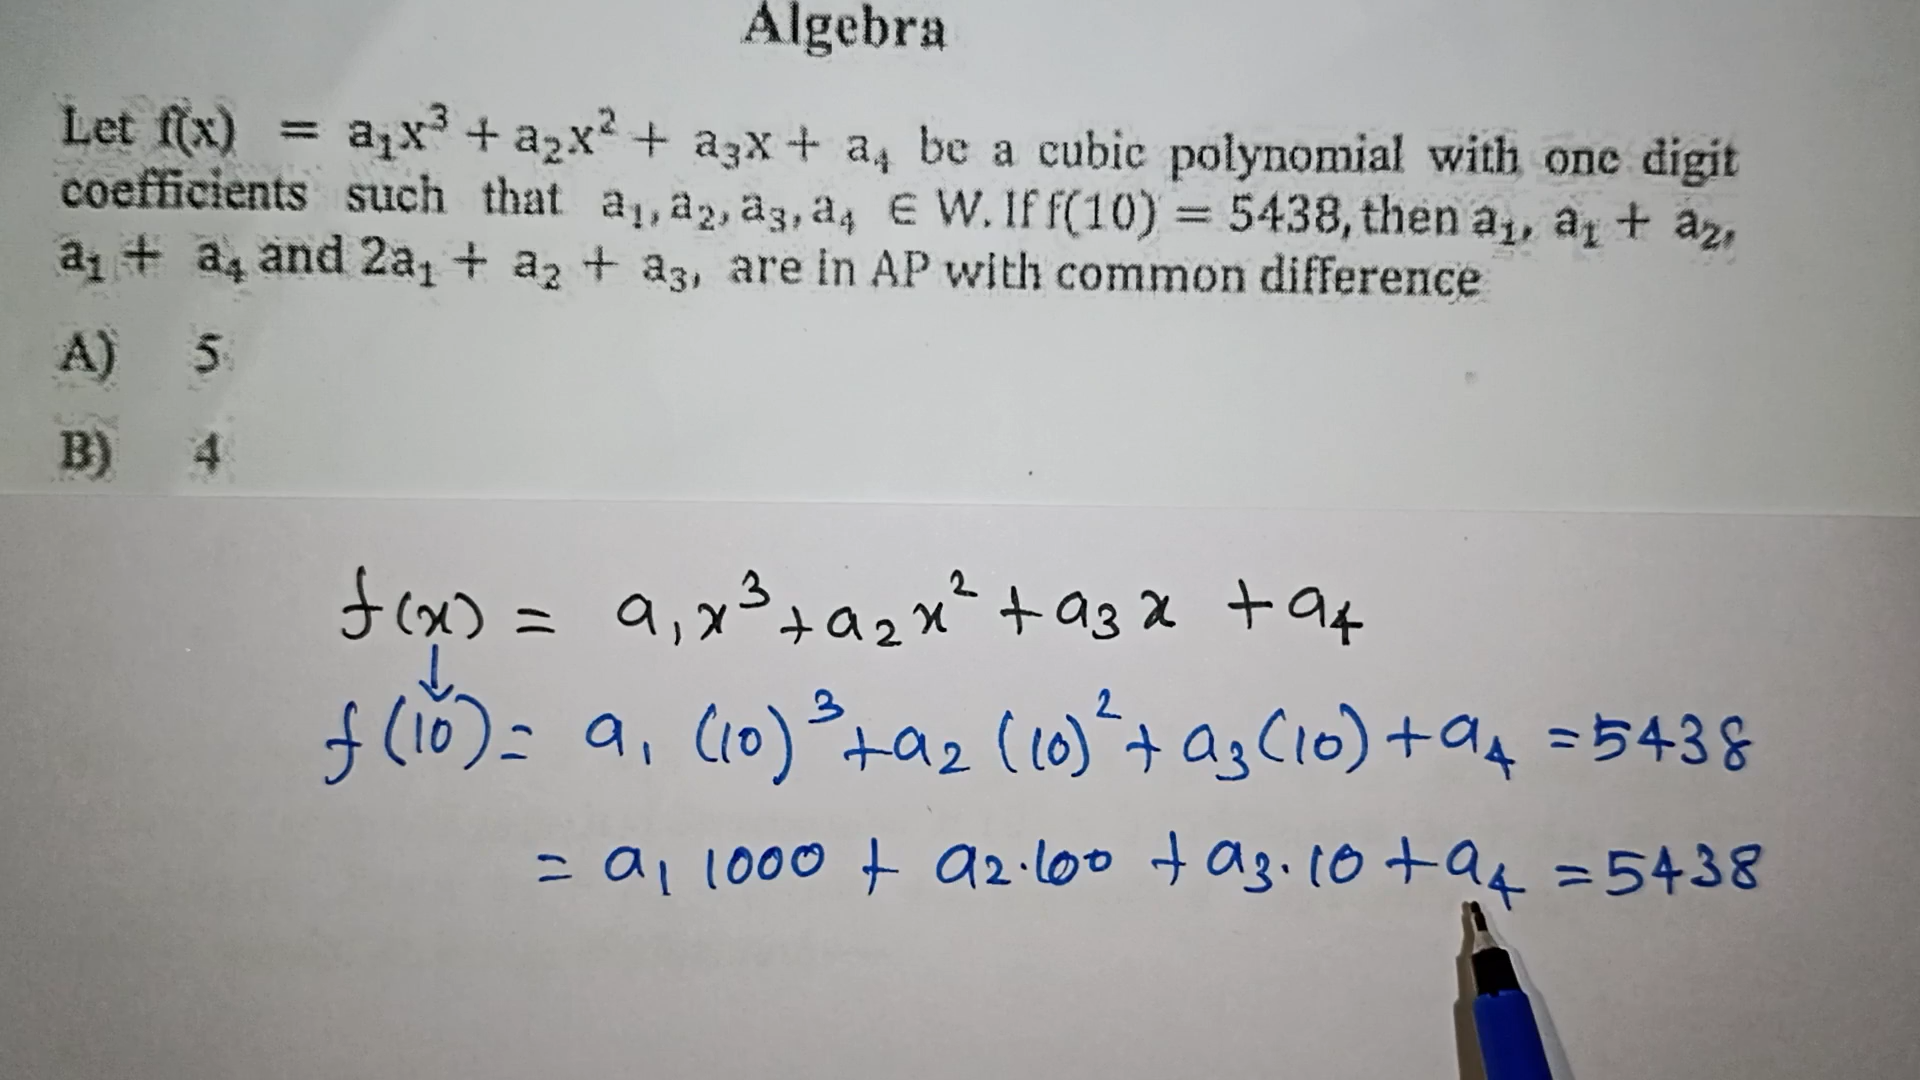 Algebra
Let f(x) = a₁x³ + a₂x² + a₃x + a₄ be a cubic polynomial with one digit
coefficients such that a₁, a₂, a₃, a₄ ∈ W. If f(10) = 5438, then a₁, a₁ + a₂,
a₁ + a₄ and 2a₁ + a₂ + a₃, are in AP with common difference
A) 5
B) 4
f(x) = a₁x³ + a₂x² + a₃x + a₄
↓
f(10) = a₁ (10)³ + a₂ (10)² + a₃(10) + a₄ = 5438
= a₁ 1000 + a₂·100 + a₃·10 + a₄ = 5438